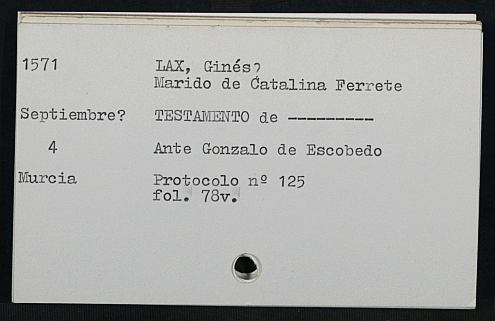 1571 LAX, Ginés?
Marido de Catalina Ferrete
Septiembre? TESTAMENTO de ---------
4 Ante Gonzalo de Escobedo
Murcia Protocolo nº 125
fol. 78v.